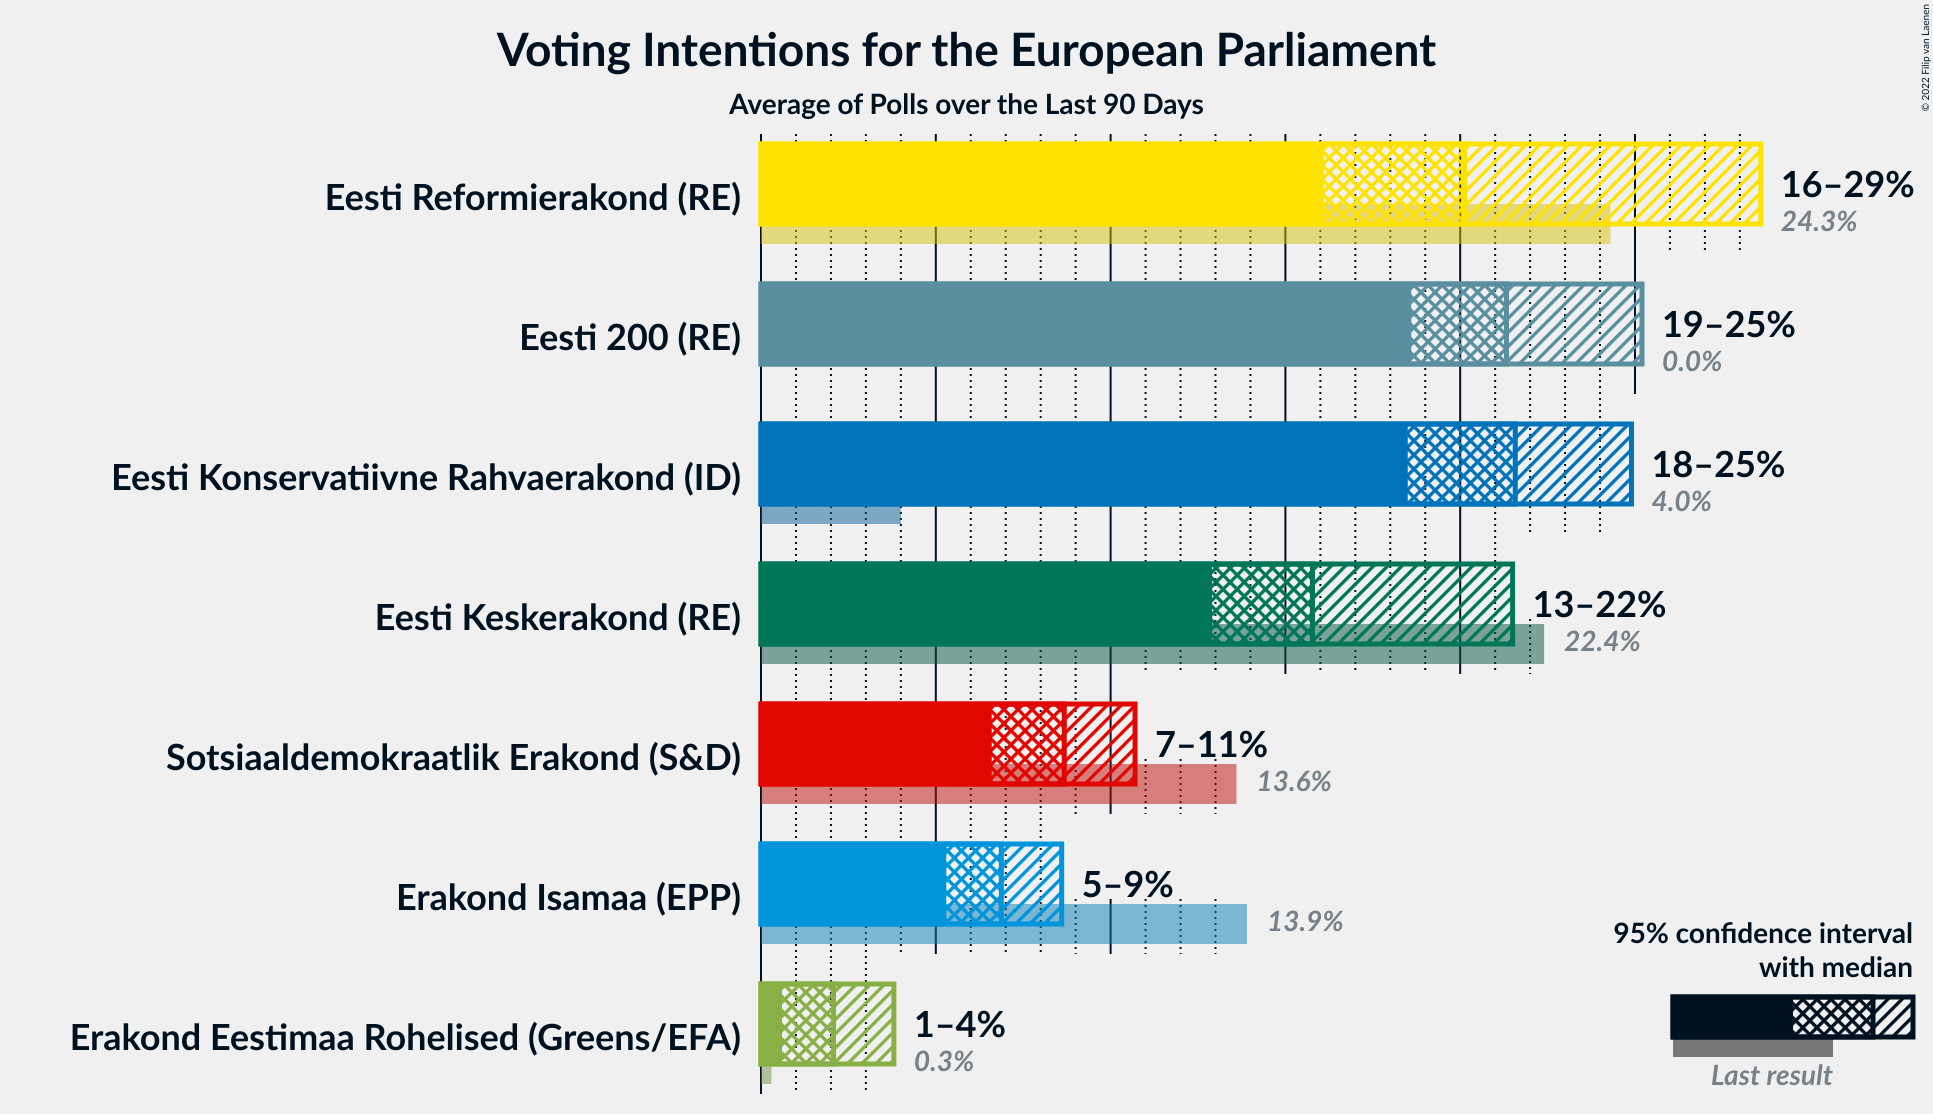 Voting Intentions for the European Parliament
Average of Polls over the Last 90 Days
© 2022 Filip van Laenen
Eesti Reformierakond (RE)
16–29%
24.3%
Eesti 200 (RE)
19–25%
0.0%
Eesti Konservatiivne Rahvaerakond (ID)
18–25%
4.0%
Eesti Keskerakond (RE)
13–22%
22.4%
Sotsiaaldemokraatlik Erakond (S&D)
7–11%
13.6%
Erakond Isamaa (EPP)
5–9%
13.9%
Erakond Eestimaa Rohelised (Greens/EFA)
1–4%
0.3%
95% confidence interval
with median
Last result